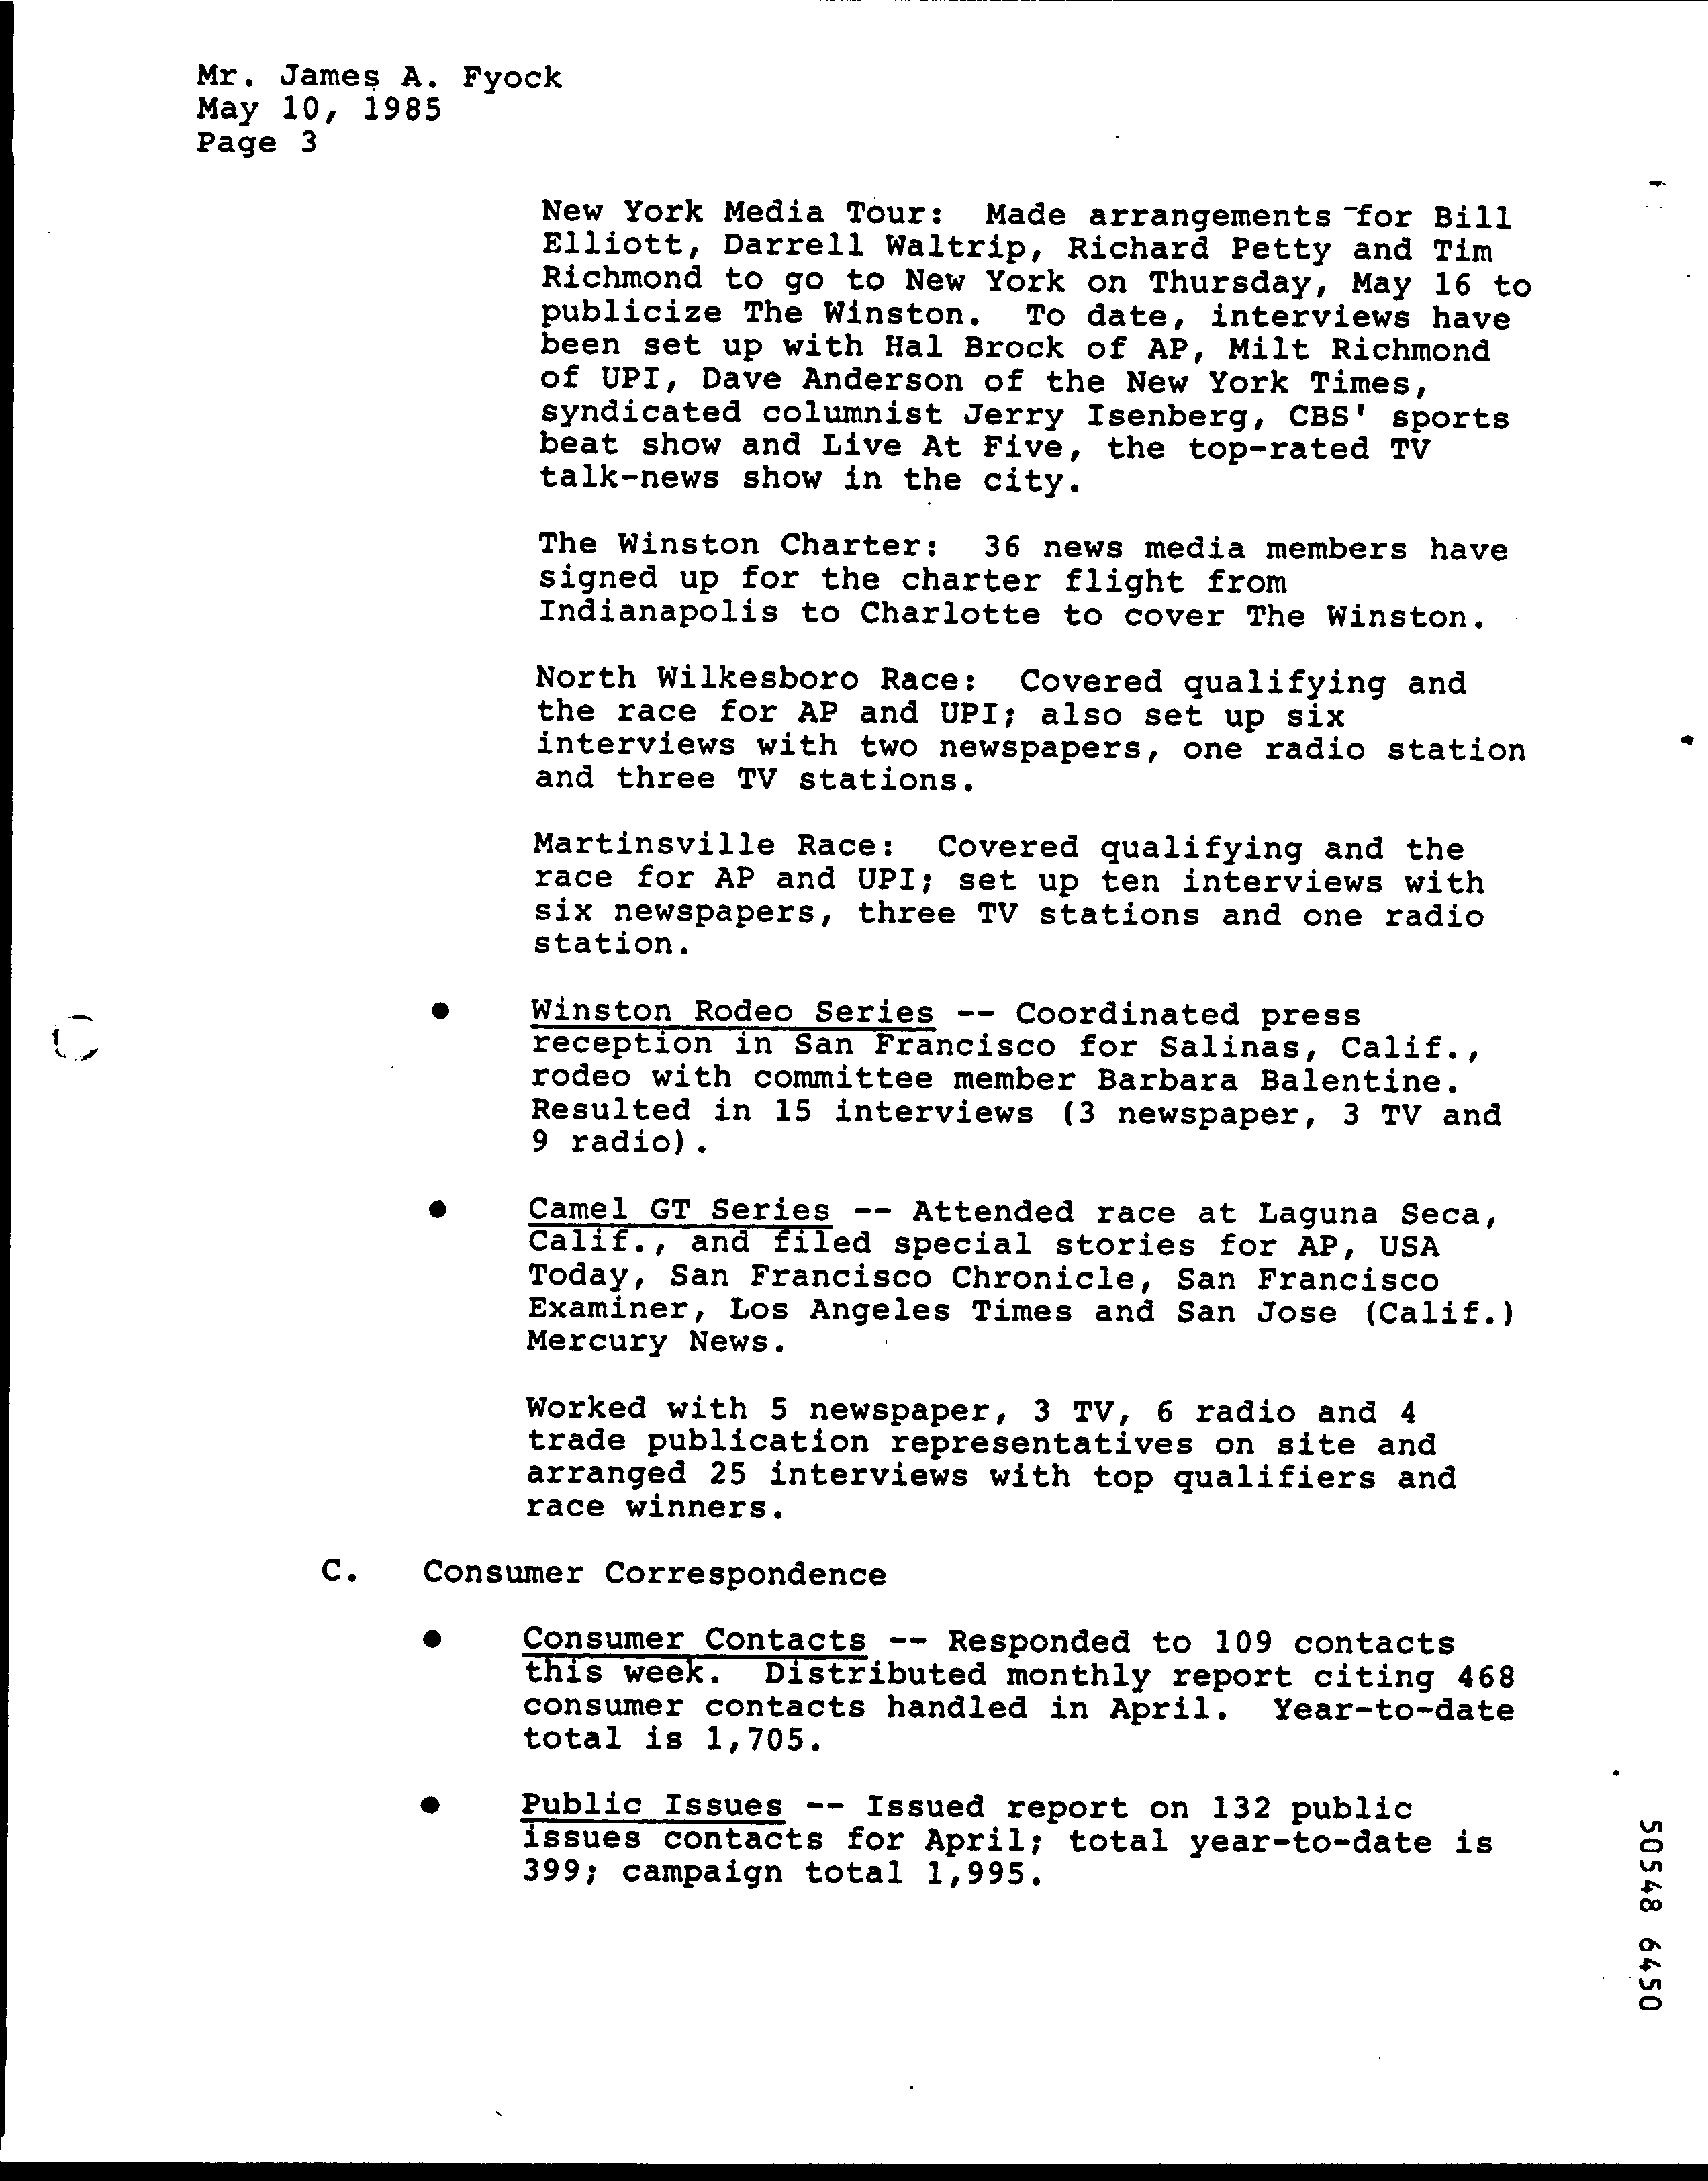 Mr. James A. Fyock
May 10, 1985
Page 3
New York Media Tour: Made arrangements for Bill
Elliott, Darrell Waltrip, Richard Petty and Tim
Richmond to go to New York on Thursday, May 16 to
publicize The Winston. To date, interviews have
been set up with Hal Brock of AP, Milt Richmond
of UPI, Dave Anderson of the New York Times,
syndicated columnist Jerry Isenberg, CBS' sports
beat show and Live At Five, the top-rated TV
talk-news show in the city.
The Winston Charter: 36 news media members have
signed up for the charter flight from
Indianapolis to Charlotte to cover The Winston.
North Wilkesboro Race: Covered qualifying and
the race for AP and UPI; also set up six
interviews with two newspapers, one radio station
and three TV stations.
Martinsville Race: Covered qualifying and the
race for AP and UPI; set up ten interviews with
six newspapers, three TV stations and one radio
station.
● Winston Rodeo Series -- Coordinated press
reception in San Francisco for Salinas, Calif.,
rodeo with committee member Barbara Balentine.
Resulted in 15 interviews (3 newspaper, 3 TV and
9 radio).
● Camel GT Series -- Attended race at Laguna Seca,
Calif., and filed special stories for AP, USA
Today, San Francisco Chronicle, San Francisco
Examiner, Los Angeles Times and San Jose (Calif.)
Mercury News.
Worked with 5 newspaper, 3 TV, 6 radio and 4
trade publication representatives on site and
arranged 25 interviews with top qualifiers and
race winners.
C. Consumer Correspondence
● Consumer Contacts -- Responded to 109 contacts
this week. Distributed monthly report citing 468
consumer contacts handled in April. Year-to-date
total is 1,705.
● Public Issues -- Issued report on 132 public
issues contacts for April; total year-to-date is
399; campaign total 1,995.
50548 6450